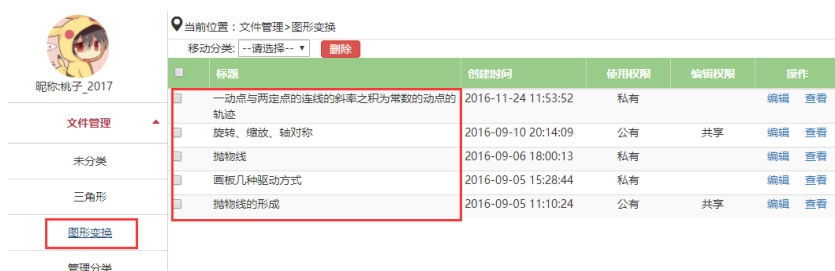 当前位置：文件管理>图形变换
移动分类: --请选择-- 删除
昵称:桃子_2017
标题 创建时间 使用权限 编辑权限 操作
一动点与两定点的连线的斜率之积为常数的动点的 2016-11-24 11:53:52 私有 编辑 查看
轨迹
旋转、缩放、轴对称 2016-09-10 20:14:09 公有 共享 编辑 查看
抛物线 2016-09-06 18:00:13 私有 编辑 查看
画板几种驱动方式 2016-09-05 15:28:44 私有 编辑 查看
抛物线的形成 2016-09-05 11:10:24 公有 共享 编辑 查看
文件管理
未分类
三角形
图形变换
管理分类